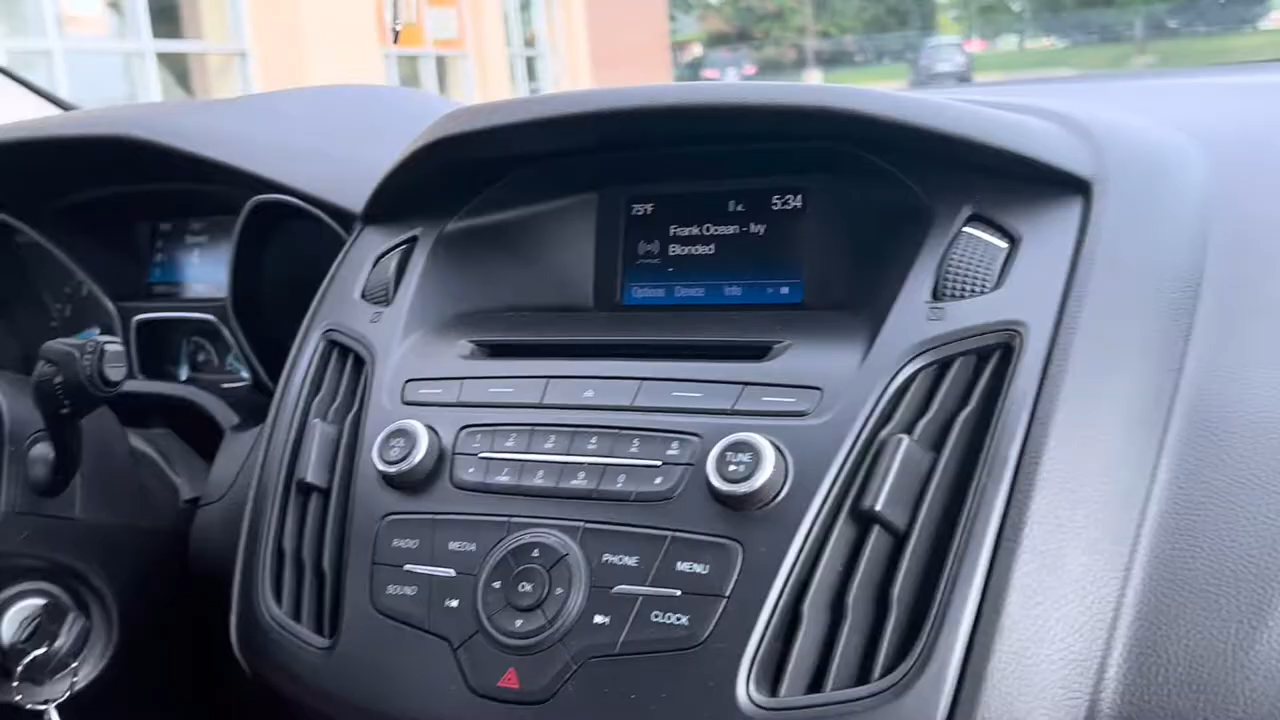 75°F 5:34
Frank Ocean - Ivy
Blonded
-
Options Device Info
VOL
1 2 3 4 5 6
* 7 8 9 0 #
TUNE
RADIO MEDIA PHONE MENU
SOUND OK CLOCK